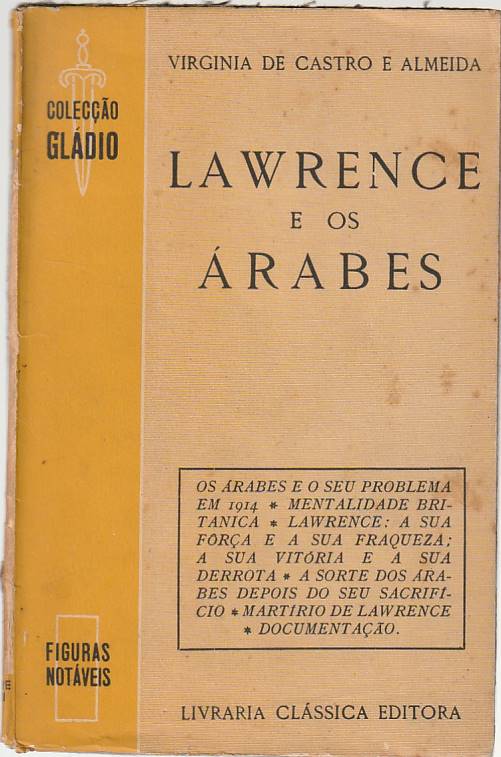 VIRGINIA DE CASTRO E ALMEIDA
COLECÇÃO
GLÁDIO
LAWRENCE
E OS
ÁRABES
OS ÁRABES E O SEU PROBLEMA
EM 1914 * MENTALIDADE BRI-
TANICA * LAWRENCE: A SUA
FÔRÇA E A SUA FRAQUEZA;
A SUA VITÓRIA E A SUA
DERROTA * A SORTE DOS ÁRA-
BES DEPOIS DO SEU SACRIFÍ-
CIO * MARTÍRIO DE LAWRENCE
* DOCUMENTAÇÃO.
FIGURAS
NOTÁVEIS
LIVRARIA CLÁSSICA EDITORA